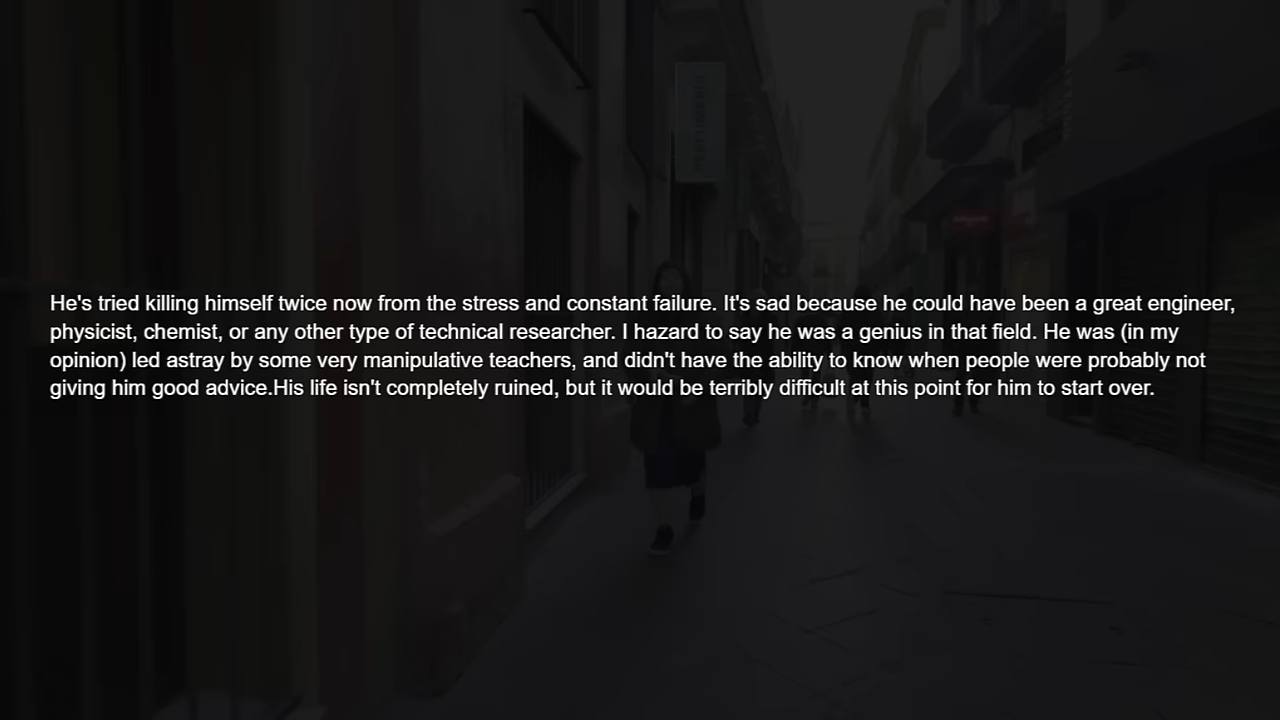 He's tried killing himself twice now from the stress and constant failure. It's sad because he could have been a great engineer,
physicist, chemist, or any other type of technical researcher. I hazard to say he was a genius in that field. He was (in my
opinion) led astray by some very manipulative teachers, and didn't have the ability to know when people were probably not
giving him good advice.His life isn't completely ruined, but it would be terribly difficult at this point for him to start over.